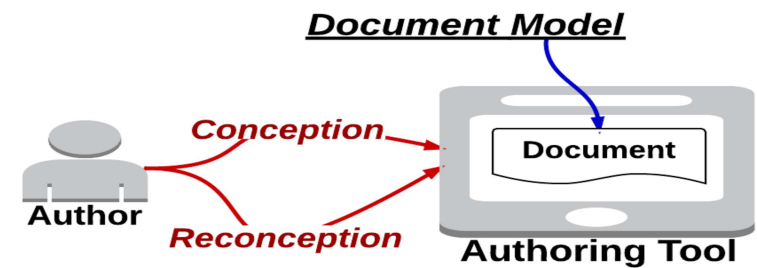 Document Model
Conception
Document
Author
Reconception
Authoring Tool